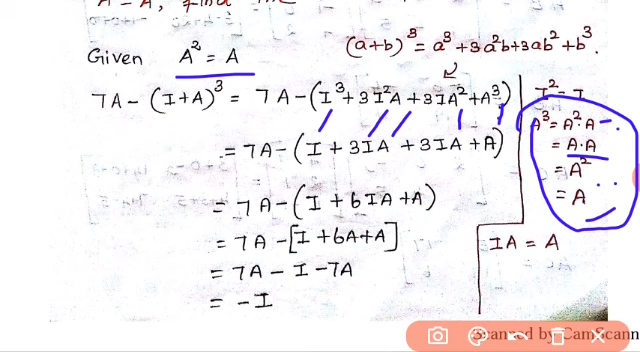 A, find
Given A² = A
(a+b)³ = a³+3a²b+3ab²+b³.
7A-(I+A)³ = 7A-(I³+3I²A+3IA²+A³)
= 7A-(I+3IA+3IA+A)
= 7A-(I+6IA+A)
= 7A-[I+6A+A]
= 7A-I-7A
= -I
I² = I
A³ = A²·A
= A·A
= A²
= A
IA = A
Scanned by CamScann